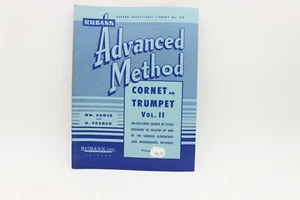 RUBANK EDUCATIONAL LIBRARY No.
RUBANK
Advanced
Method
CORNET OR
TRUMPET
VOL. II
WM. GOWER
AND
H. VOXMAN
AN OUTLINED COURSE OF STUDY
DESIGNED TO FOLLOW UP ANY
OF THE VARIOUS ELEMENTARY
AND INTERMEDIATE METHODS
RUBANK INC.
CHICAGO